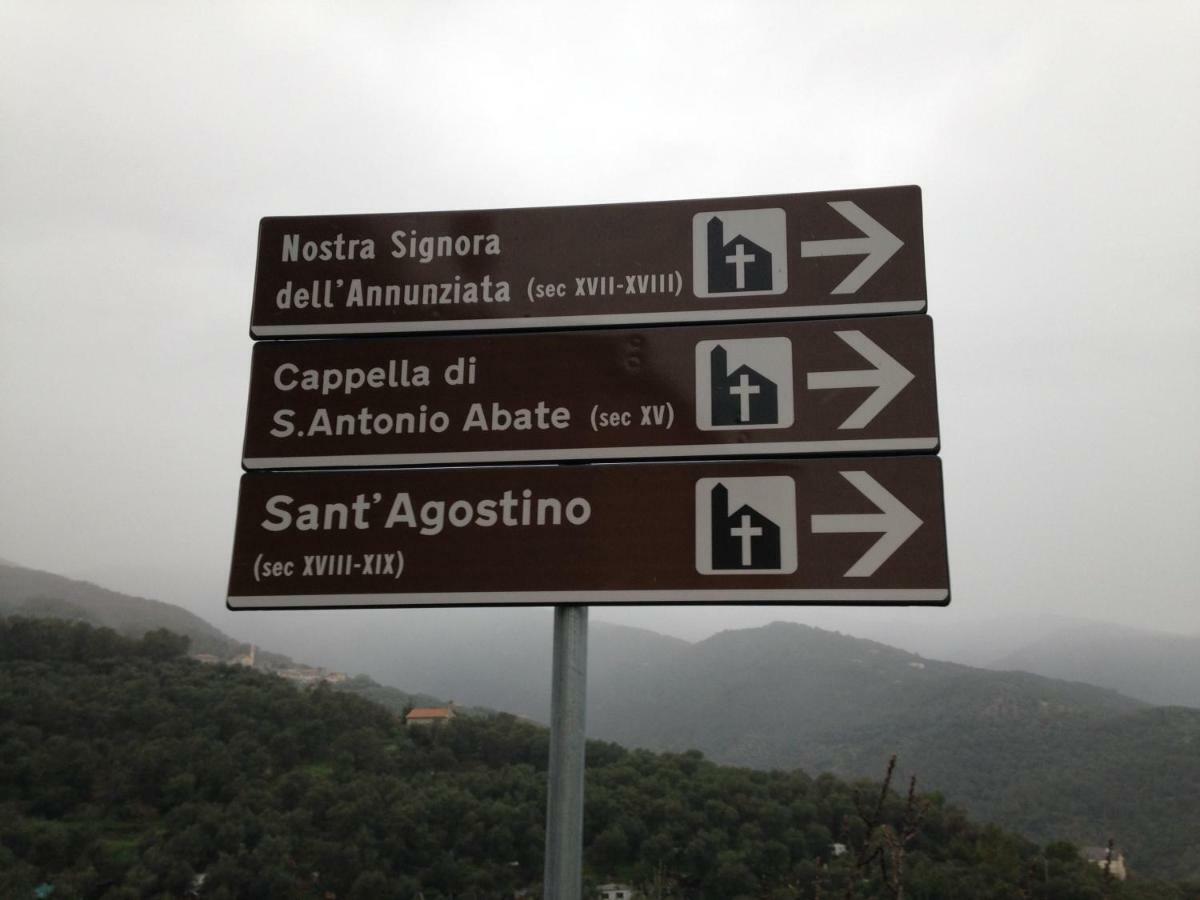 Nostra Signora
dell'Annunziata (sec XVII-XVIII)
Cappella di
S.Antonio Abate (sec XV)
Sant'Agostino
(sec XVIII-XIX)